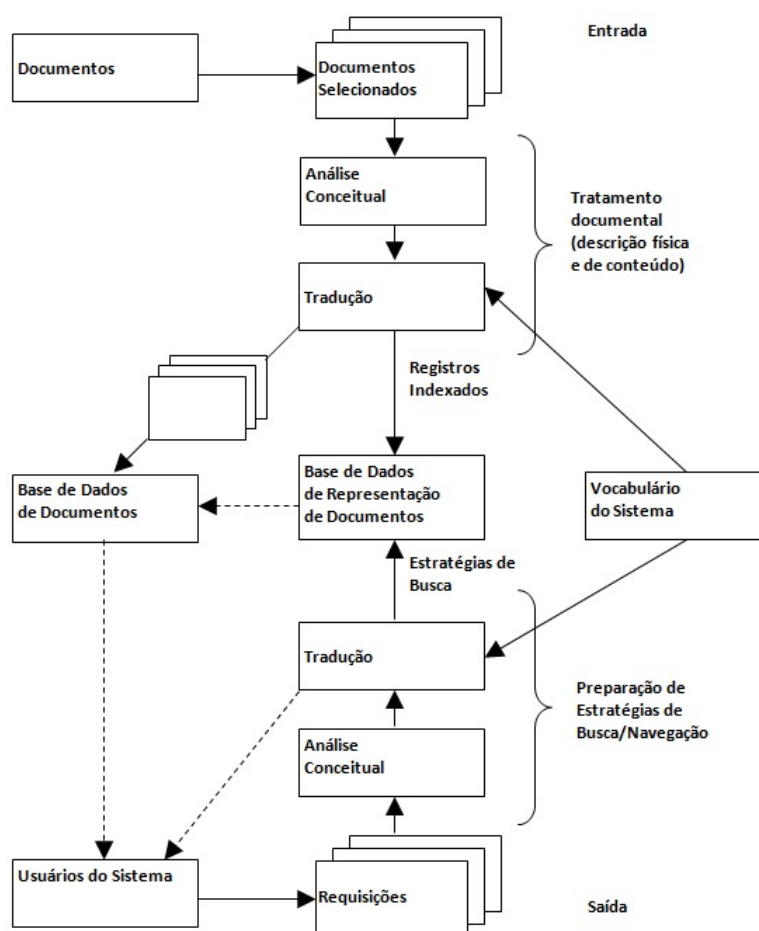 Entrada
Documentos
Documentos
Selecionados
Análise
Conceitual
Tratamento
documental
(descrição física
e de conteúdo)
Tradução
Registros
Indexados
Base de Dados
de Documentos
Base de Dados
de Representação
de Documentos
Vocabulário
do Sistema
Estratégias de
Busca
Tradução
Preparação de
Estratégias de
Busca/Navegação
Análise
Conceitual
Usuários do Sistema
Requisições
Saída